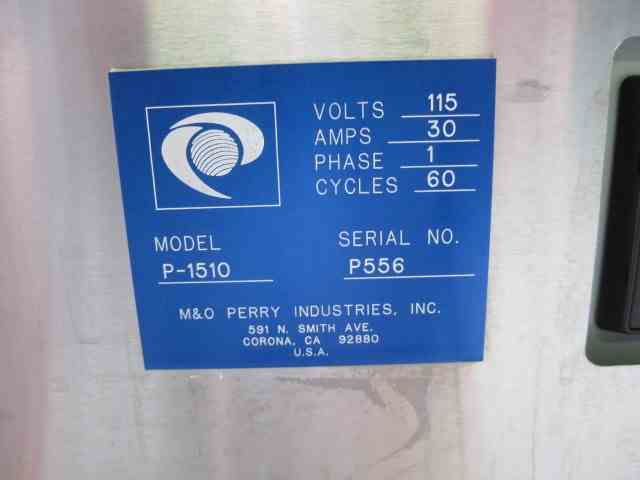 VOLTS 115
AMPS 30
PHASE 1
CYCLES 60
MODEL
P-1510
SERIAL NO.
P556
M&O PERRY INDUSTRIES, INC.
591 N. SMITH AVE.
CORONA, CA 92880
U.S.A.